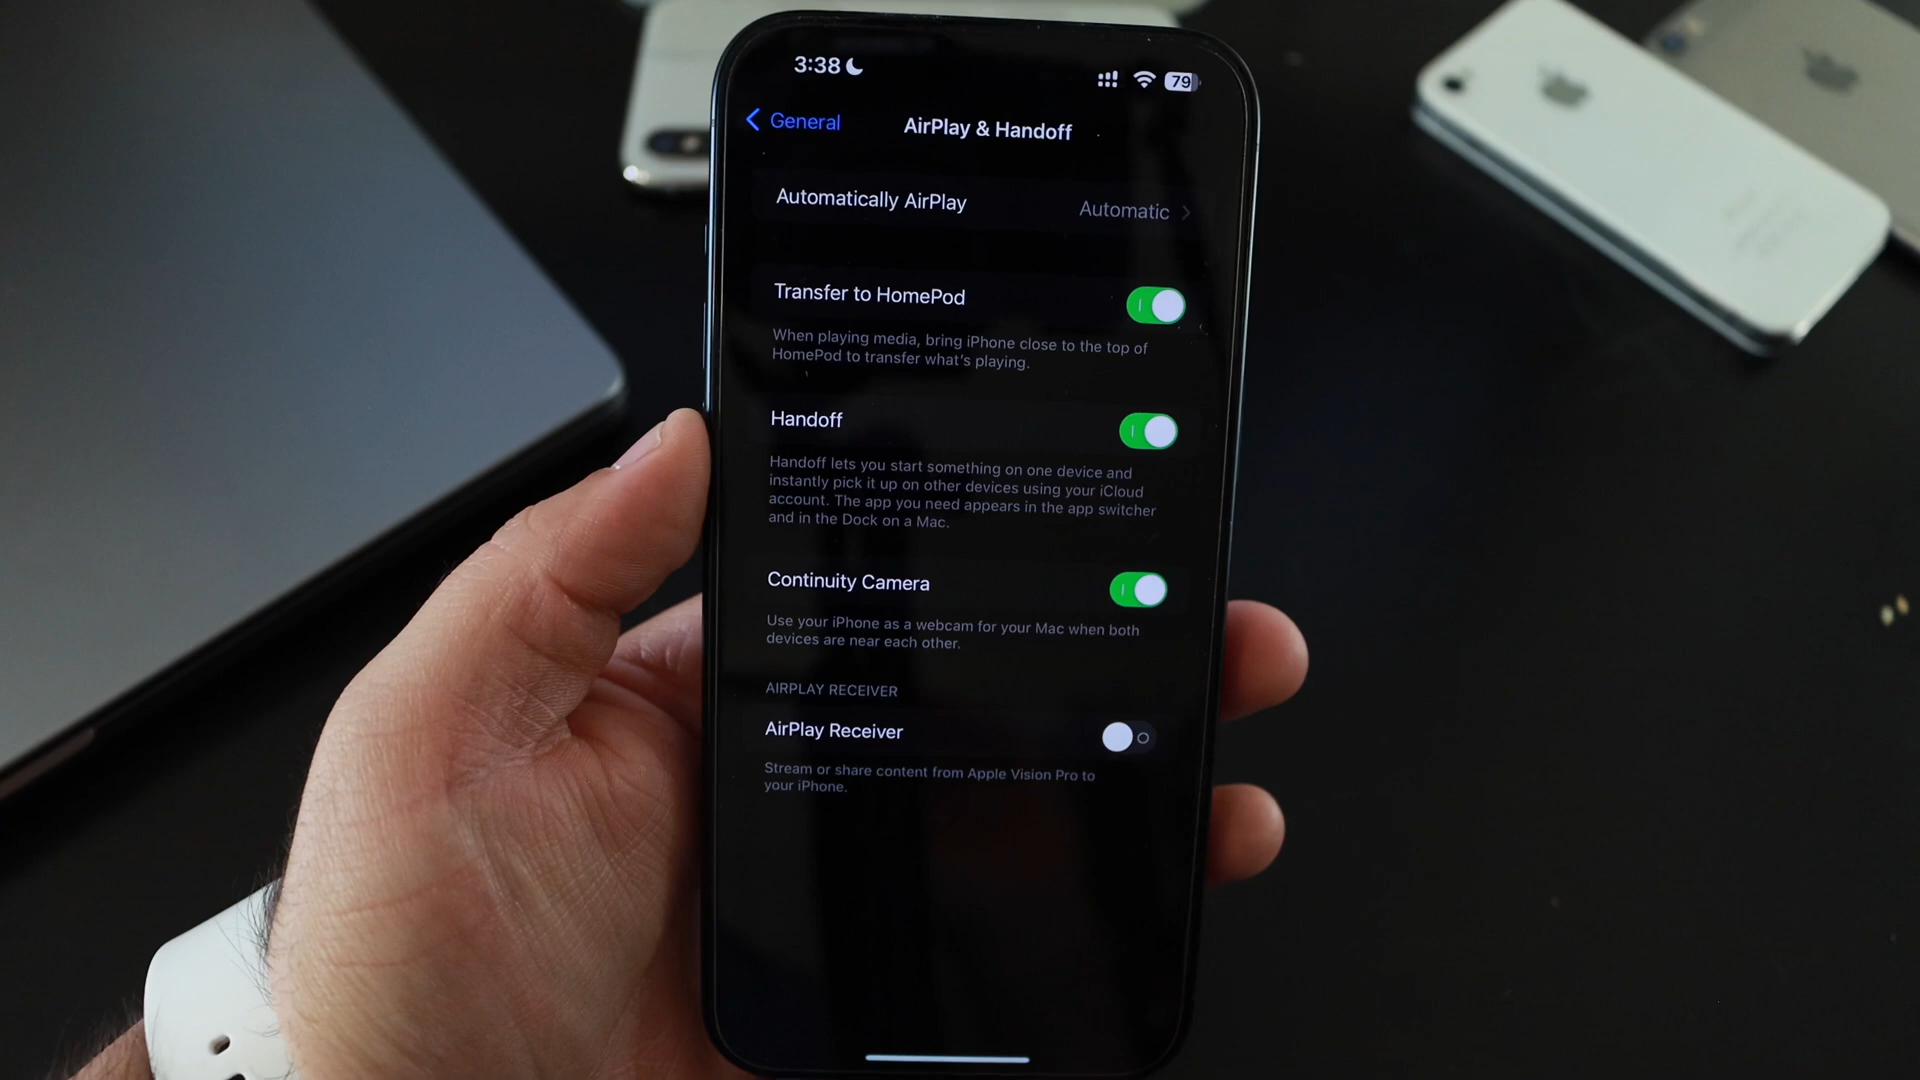 3:38
79
General
AirPlay & Handoff
Automatically AirPlay
Automatic
Transfer to HomePod
When playing media, bring iPhone close to the top of
HomePod to transfer what's playing.
Handoff
Handoff lets you start something on one device and
instantly pick it up on other devices using your iCloud
account. The app you need appears in the app switcher
and in the Dock on a Mac.
Continuity Camera
Use your iPhone as a webcam for your Mac when both
devices are near each other.
AIRPLAY RECEIVER
AirPlay Receiver
Stream or share content from Apple Vision Pro to
your iPhone.